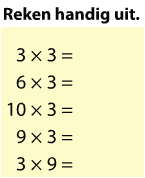 Reken handig uit.
3 × 3 =
6 × 3 =
10 × 3 =
9 × 3 =
3 × 9 =